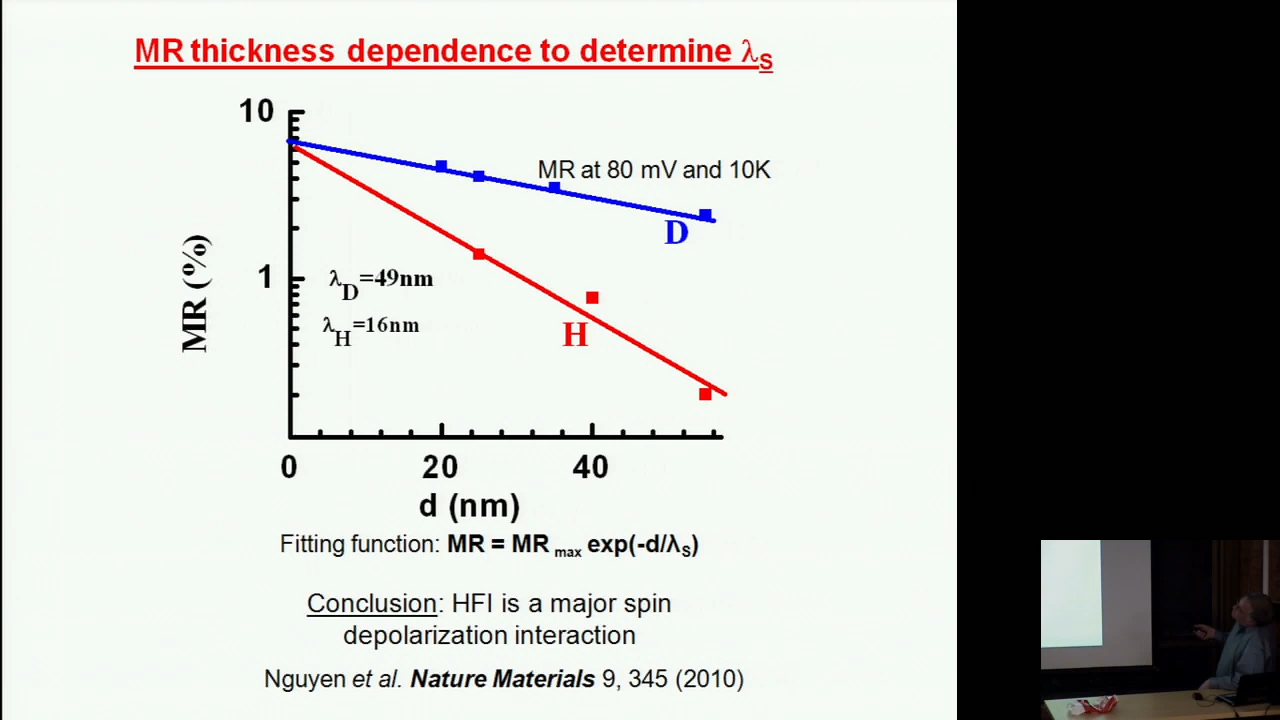 MR thickness dependence to determine λS
10
MR at 80 mV and 10K
D
1
λD=49nm
λH=16nm
H
MR (%)
0 20 40
d (nm)
Fitting function: MR = MR max exp(-d/λS)
Conclusion: HFI is a major spin
depolarization interaction
Nguyen et al. Nature Materials 9, 345 (2010)